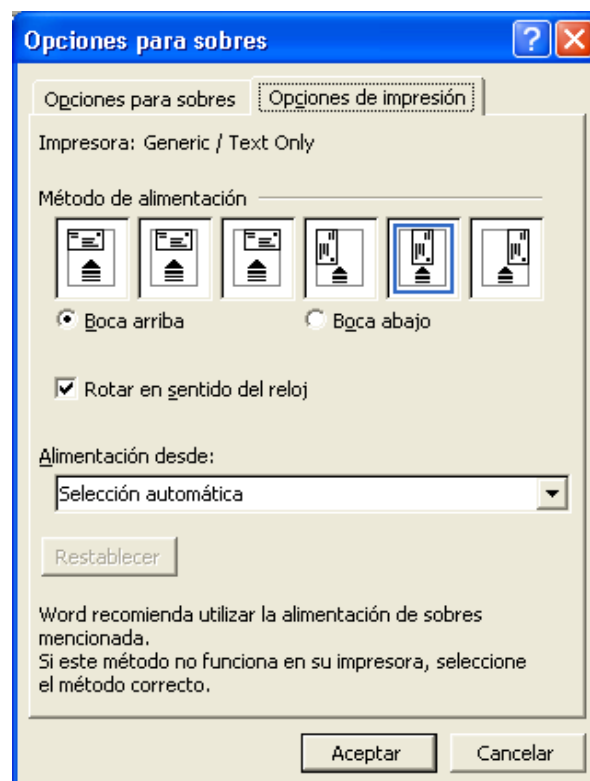 Opciones para sobres
Opciones para sobres
Opciones de impresión
Impresora: Generic / Text Only
Método de alimentación
Boca arriba
Boca abajo
Rotar en sentido del reloj
Alimentación desde:
Selección automática
Restablecer
Word recomienda utilizar la alimentación de sobres
mencionada.
Si este método no funciona en su impresora, seleccione
el método correcto.
Aceptar
Cancelar